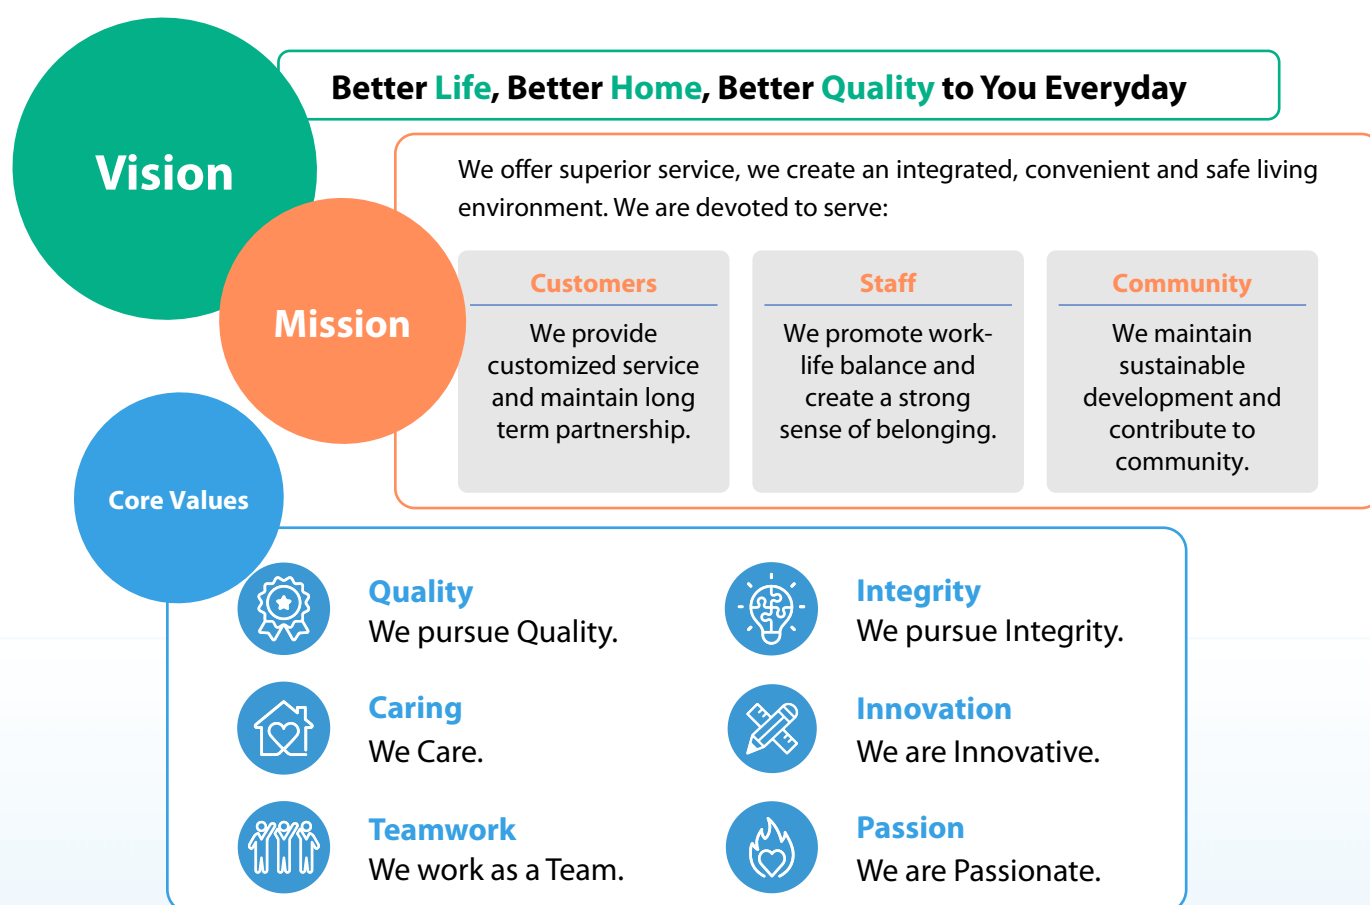 Vision
Better Life, Better Home, Better Quality to You Everyday
Mission
We offer superior service, we create an integrated, convenient and safe living
environment. We are devoted to serve:
Customers
We provide
customized service
and maintain long
term partnership.
Staff
We promote work-
life balance and
create a strong
sense of belonging.
Community
We maintain
sustainable
development and
contribute to
community.
Core Values
Quality
We pursue Quality.
Integrity
We pursue Integrity.
Caring
We Care.
Innovation
We are Innovative.
Teamwork
We work as a Team.
Passion
We are Passionate.